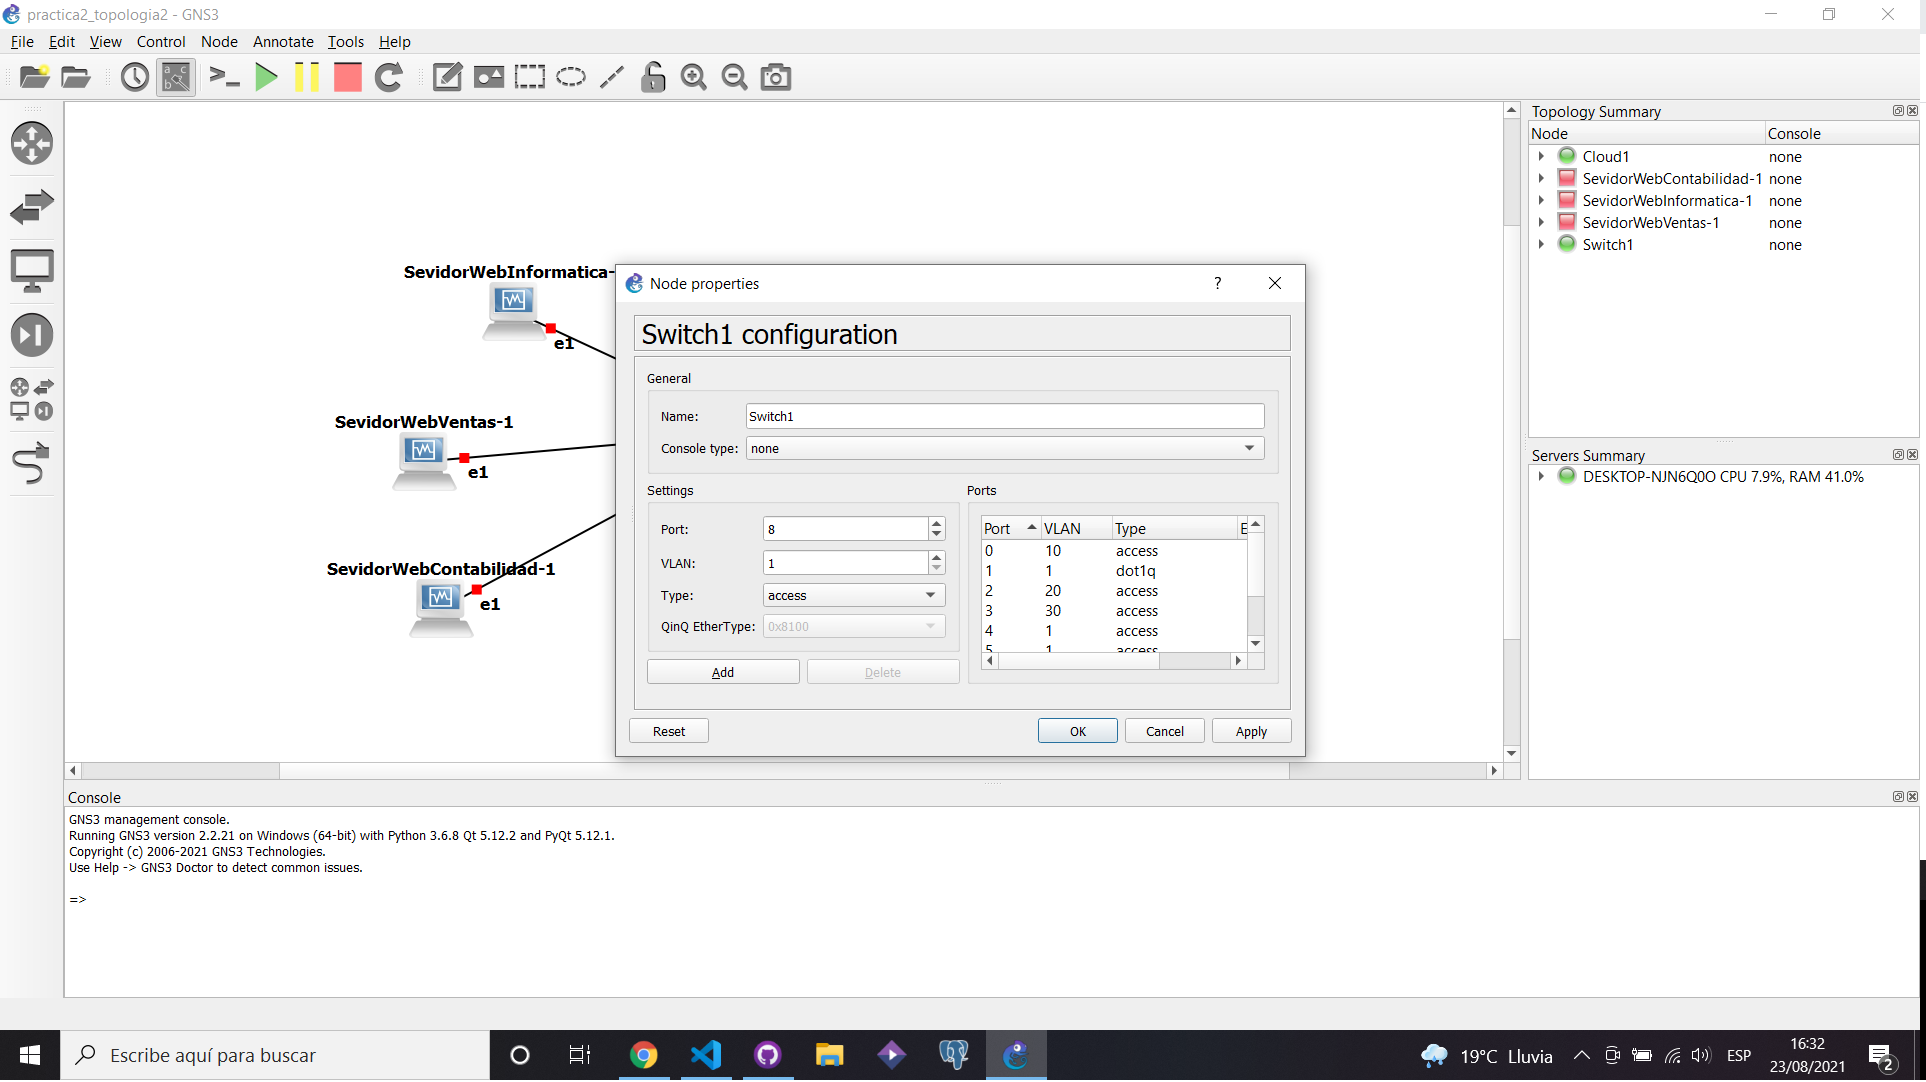 practica2_topologia2 - GNS3
File Edit View Control Node Annotate Tools Help
Topology Summary
Node Console
Cloud1 none
SevidorWebContabilidad-1 none
SevidorWebInformatica-1 none
SevidorWebVentas-1 none
Switch1 none
Servers Summary
DESKTOP-NJN6Q0O CPU 7.9%, RAM 41.0%
SevidorWebInformatica-
e1
SevidorWebVentas-1
e1
SevidorWebContabilidad-1
e1
Node properties
?
Switch1 configuration
General
Name: Switch1
Console type: none
Settings
Port: 8
VLAN: 1
Type: access
QinQ EtherType: 0x8100
Add Delete
Ports
Port VLAN Type E
0 10 access
1 1 dot1q
2 20 access
3 30 access
4 1 access
5 1 access
Reset OK Cancel Apply
Console
GNS3 management console.
Running GNS3 version 2.2.21 on Windows (64-bit) with Python 3.6.8 Qt 5.12.2 and PyQt 5.12.1.
Copyright (c) 2006-2021 GNS3 Technologies.
Use Help -> GNS3 Doctor to detect common issues.
=>
Escribe aquí para buscar
19°C Lluvia
ESP
16:32
23/08/2021
2